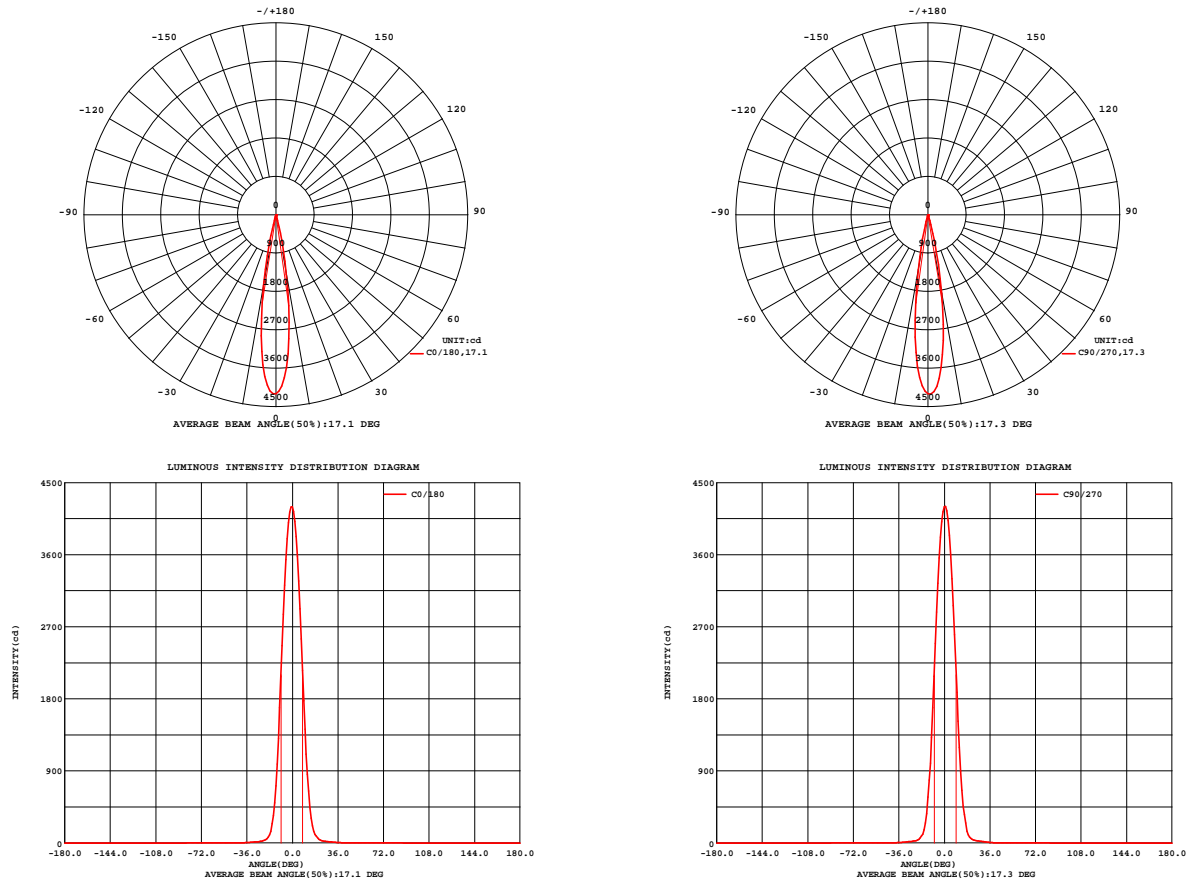 -/+180
-150
150
-120
120
-90
90
-60
60
-30
30
0
900
1800
2700
3600
4500
0
UNIT:cd
C0/180,17.1
AVERAGE BEAM ANGLE(50%):17.1 DEG
-/+180
-150
150
-120
120
-90
90
-60
60
-30
30
0
900
1800
2700
3600
4500
0
UNIT:cd
C90/270,17.3
AVERAGE BEAM ANGLE(50%):17.3 DEG
LUMINOUS INTENSITY DISTRIBUTION DIAGRAM
C0/180
INTENSITY(cd)
4500
3600
2700
1800
900
0
-180.0 -144.0 -108.0 -72.0 -36.0 0.0 36.0 72.0 108.0 144.0 180.0
ANGLE(DEG)
AVERAGE BEAM ANGLE(50%):17.1 DEG
LUMINOUS INTENSITY DISTRIBUTION DIAGRAM
C90/270
INTENSITY(cd)
4500
3600
2700
1800
900
0
-180.0 -144.0 -108.0 -72.0 -36.0 0.0 36.0 72.0 108.0 144.0 180.0
ANGLE(DEG)
AVERAGE BEAM ANGLE(50%):17.3 DEG